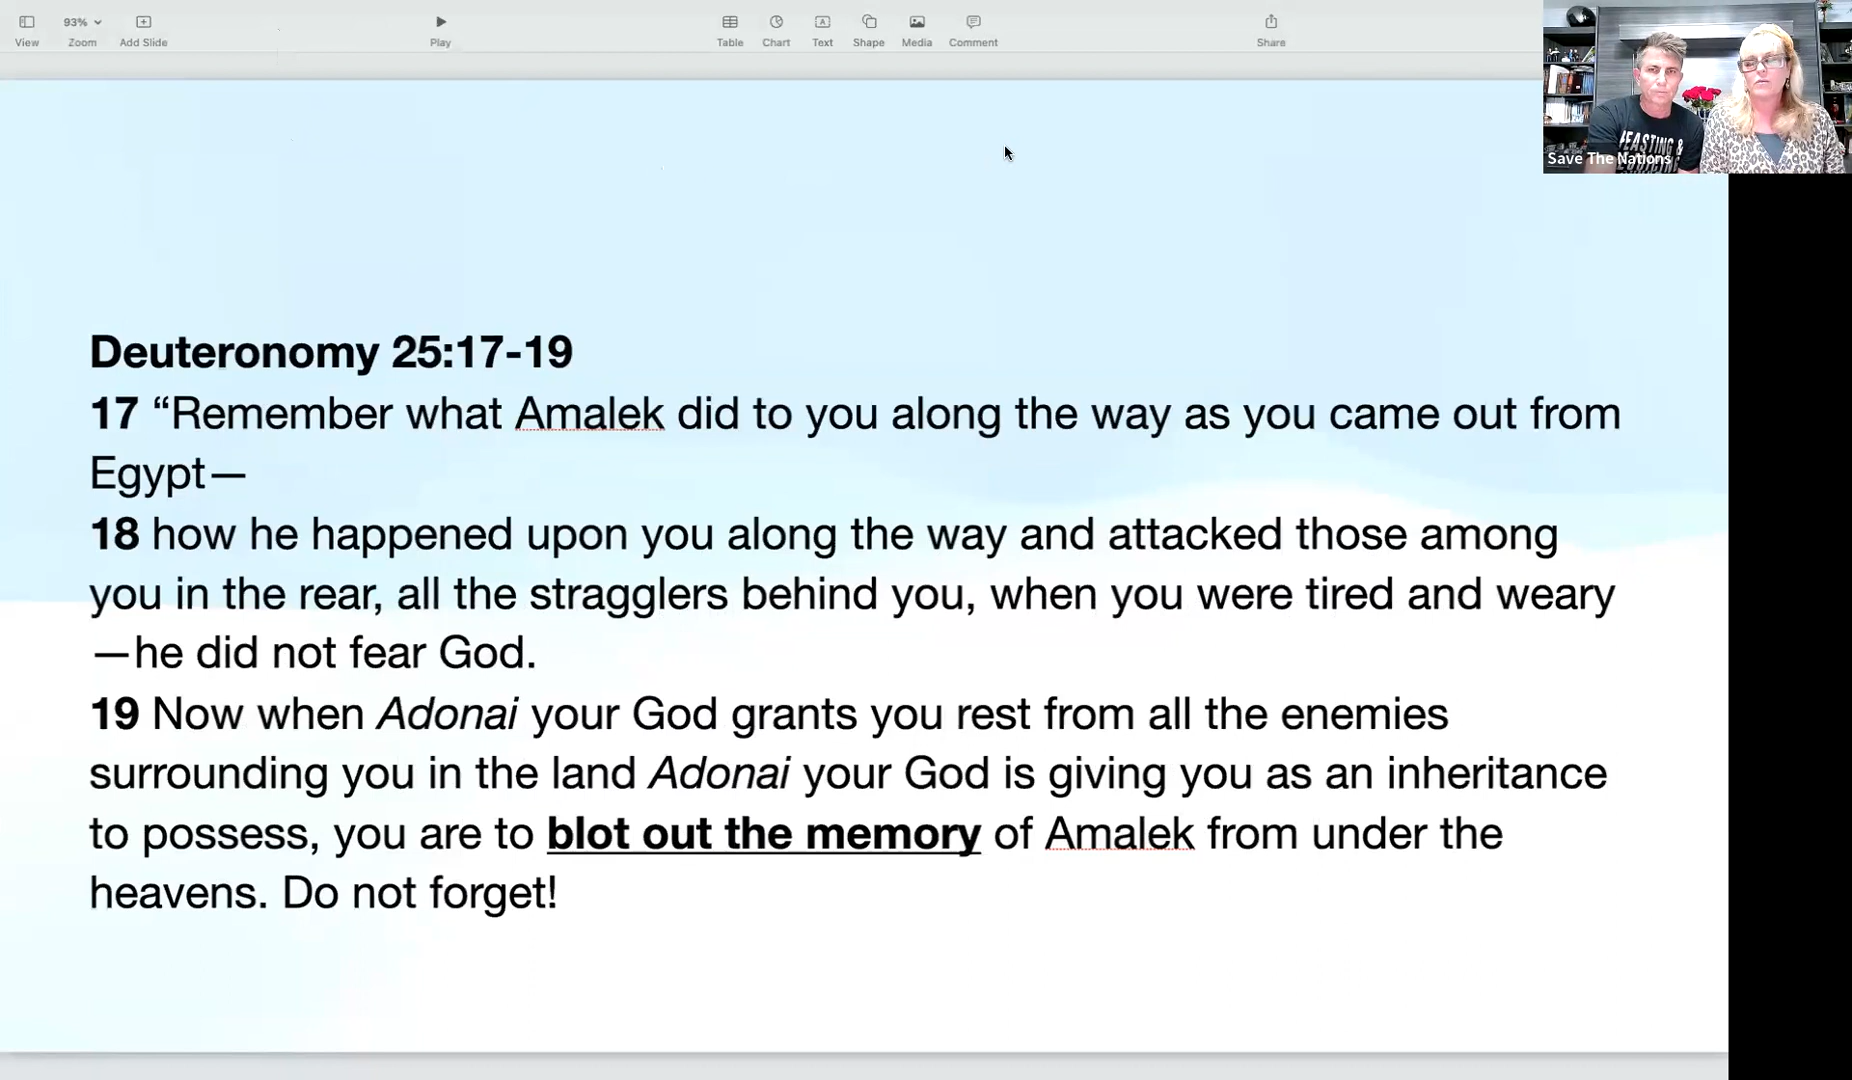 93%
View
Zoom
Add Slide
Play
Table
Chart
Text
Shape
Media
Comment
Share
Save The Nations
Deuteronomy 25:17-19
17 “Remember what Amalek did to you along the way as you came out from
Egypt—
18 how he happened upon you along the way and attacked those among
you in the rear, all the stragglers behind you, when you were tired and weary
—he did not fear God.
19 Now when Adonai your God grants you rest from all the enemies
surrounding you in the land Adonai your God is giving you as an inheritance
to possess, you are to blot out the memory of Amalek from under the
heavens. Do not forget!